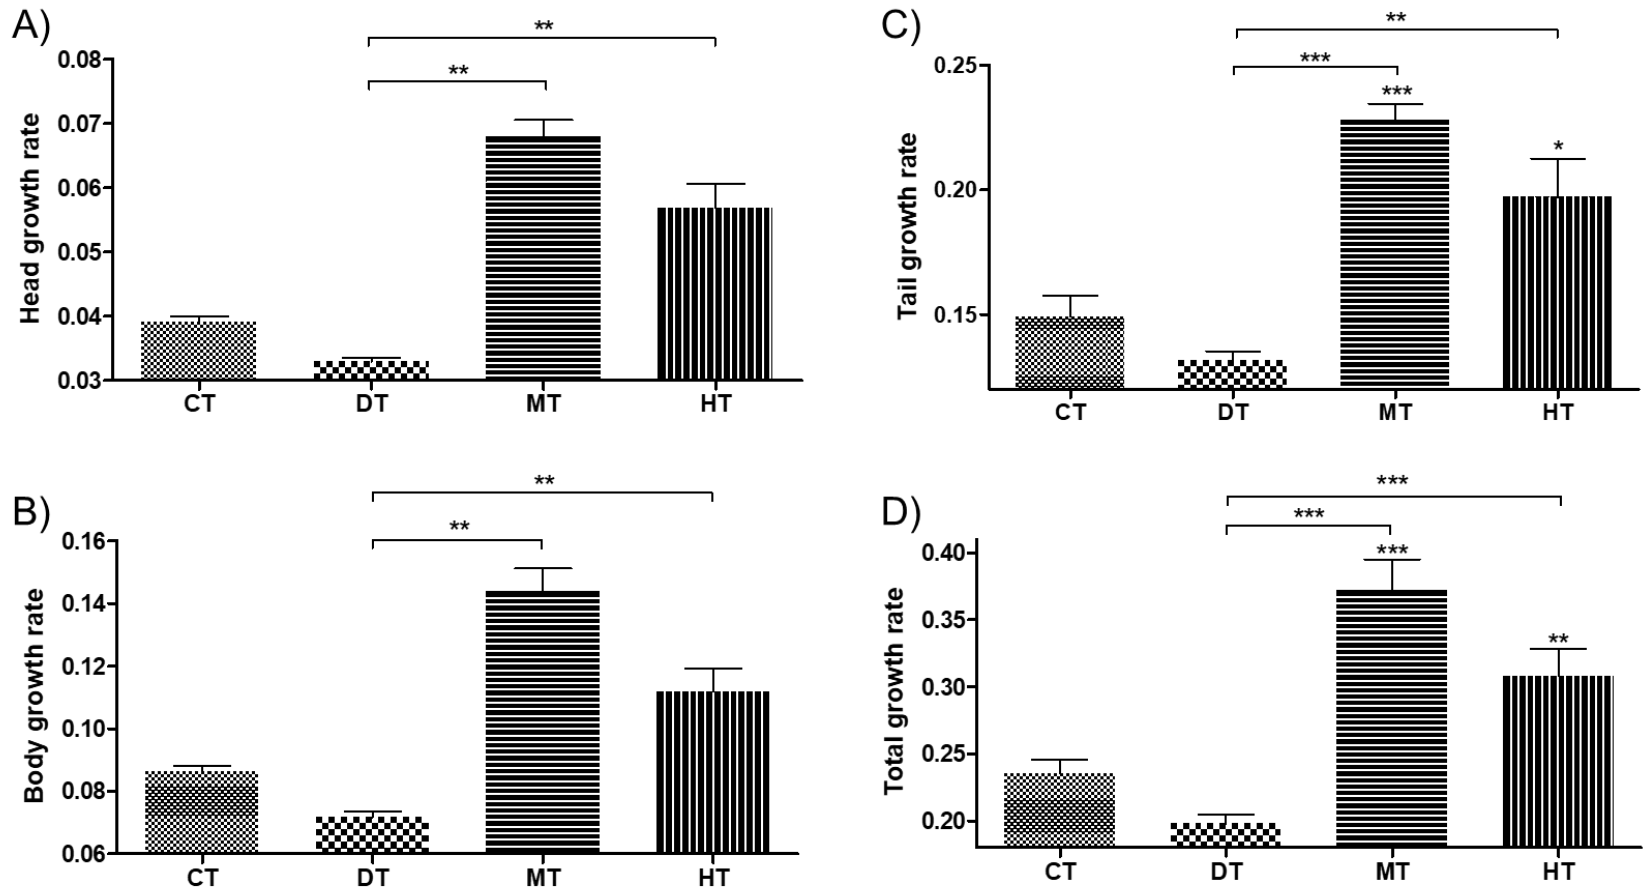 A)
**
**
Head growth rate
0.08
0.07
0.06
0.05
0.04
0.03
CT DT MT HT
C)
**
***
***
*
Tail growth rate
0.25
0.20
0.15
CT DT MT HT
B)
**
**
Body growth rate
0.16
0.14
0.12
0.10
0.08
0.06
CT DT MT HT
D)
***
***
***
**
Total growth rate
0.40
0.35
0.30
0.25
0.20
CT DT MT HT